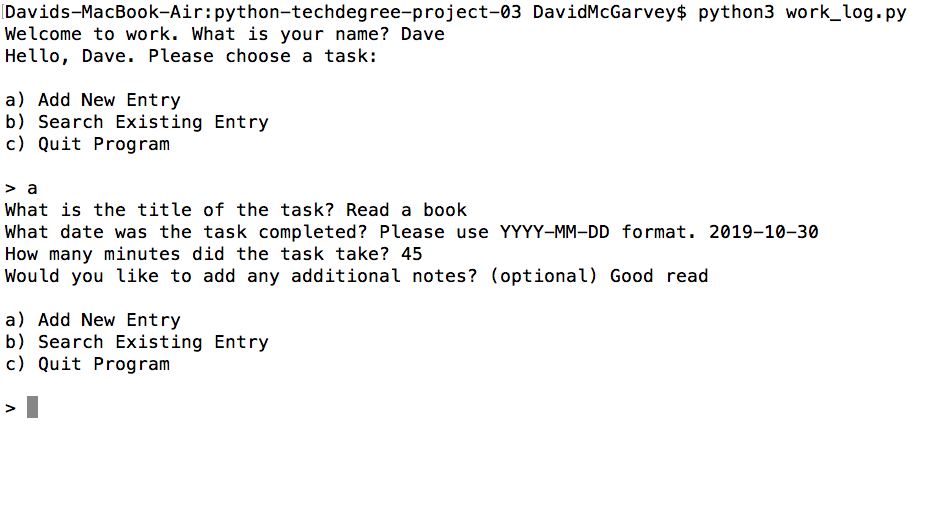 Davids-MacBook-Air:python-techdegree-project-03 DavidMcGarvey$ python3 work_log.py
Welcome to work. What is your name? Dave
Hello, Dave. Please choose a task:
a) Add New Entry
b) Search Existing Entry
c) Quit Program
> a
What is the title of the task? Read a book
What date was the task completed? Please use YYYY-MM-DD format. 2019-10-30
How many minutes did the task take? 45
Would you like to add any additional notes? (optional) Good read
a) Add New Entry
b) Search Existing Entry
c) Quit Program
>